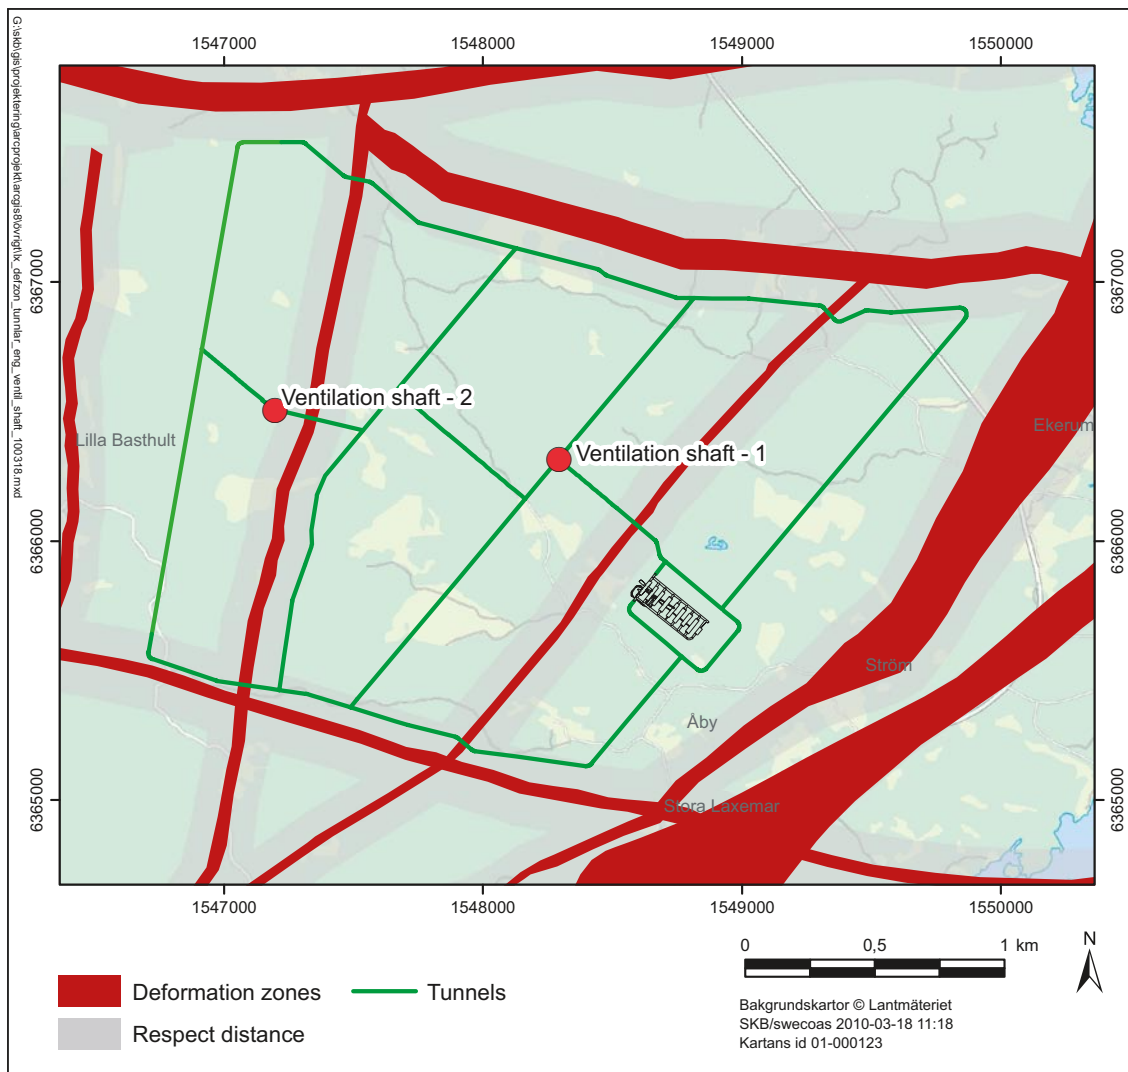 1547000 1548000 1549000 1550000
G:\skb\gis\projektering\arcprojekt\arcgis8\övrigt\lx_defzon_tunnlar_eng_ventil_shaft_100318.mxd
6367000 6367000
Ventilation shaft - 2
Ekerum
Lilla Basthult
Ventilation shaft - 1
6366000 6366000
Ström
Åby
6365000 6365000
Stora Laxemar
1547000 1548000 1549000 1550000
0 0,5 1 km
N
Deformation zones
Tunnels
Respect distance
Bakgrundskartor © Lantmäteriet
SKB/swecoas 2010-03-18 11:18
Kartans id 01-000123